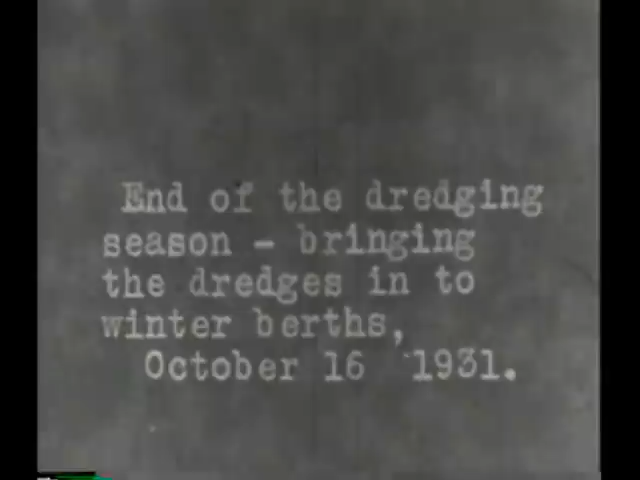 End of the dredging
season - bringing
the dredges in to
winter berths,
October 16 1931.